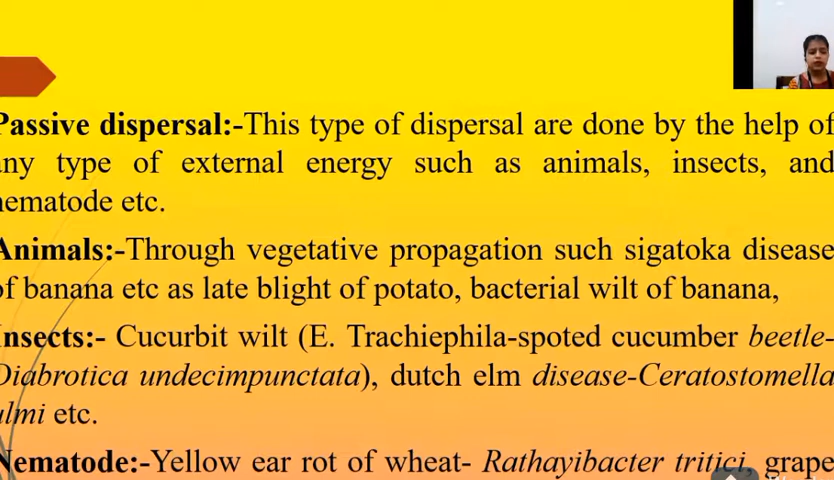 Passive dispersal:-This type of dispersal are done by the help of
any type of external energy such as animals, insects, and
nematode etc.
Animals:-Through vegetative propagation such sigatoka disease
of banana etc as late blight of potato, bacterial wilt of banana,
Insects:- Cucurbit wilt (E. Trachiephila-spoted cucumber beetle-
Diabrotica undecimpunctata), dutch elm disease-Ceratostomella
ulmi etc.
Nematode:-Yellow ear rot of wheat- Rathayibacter tritici, grape